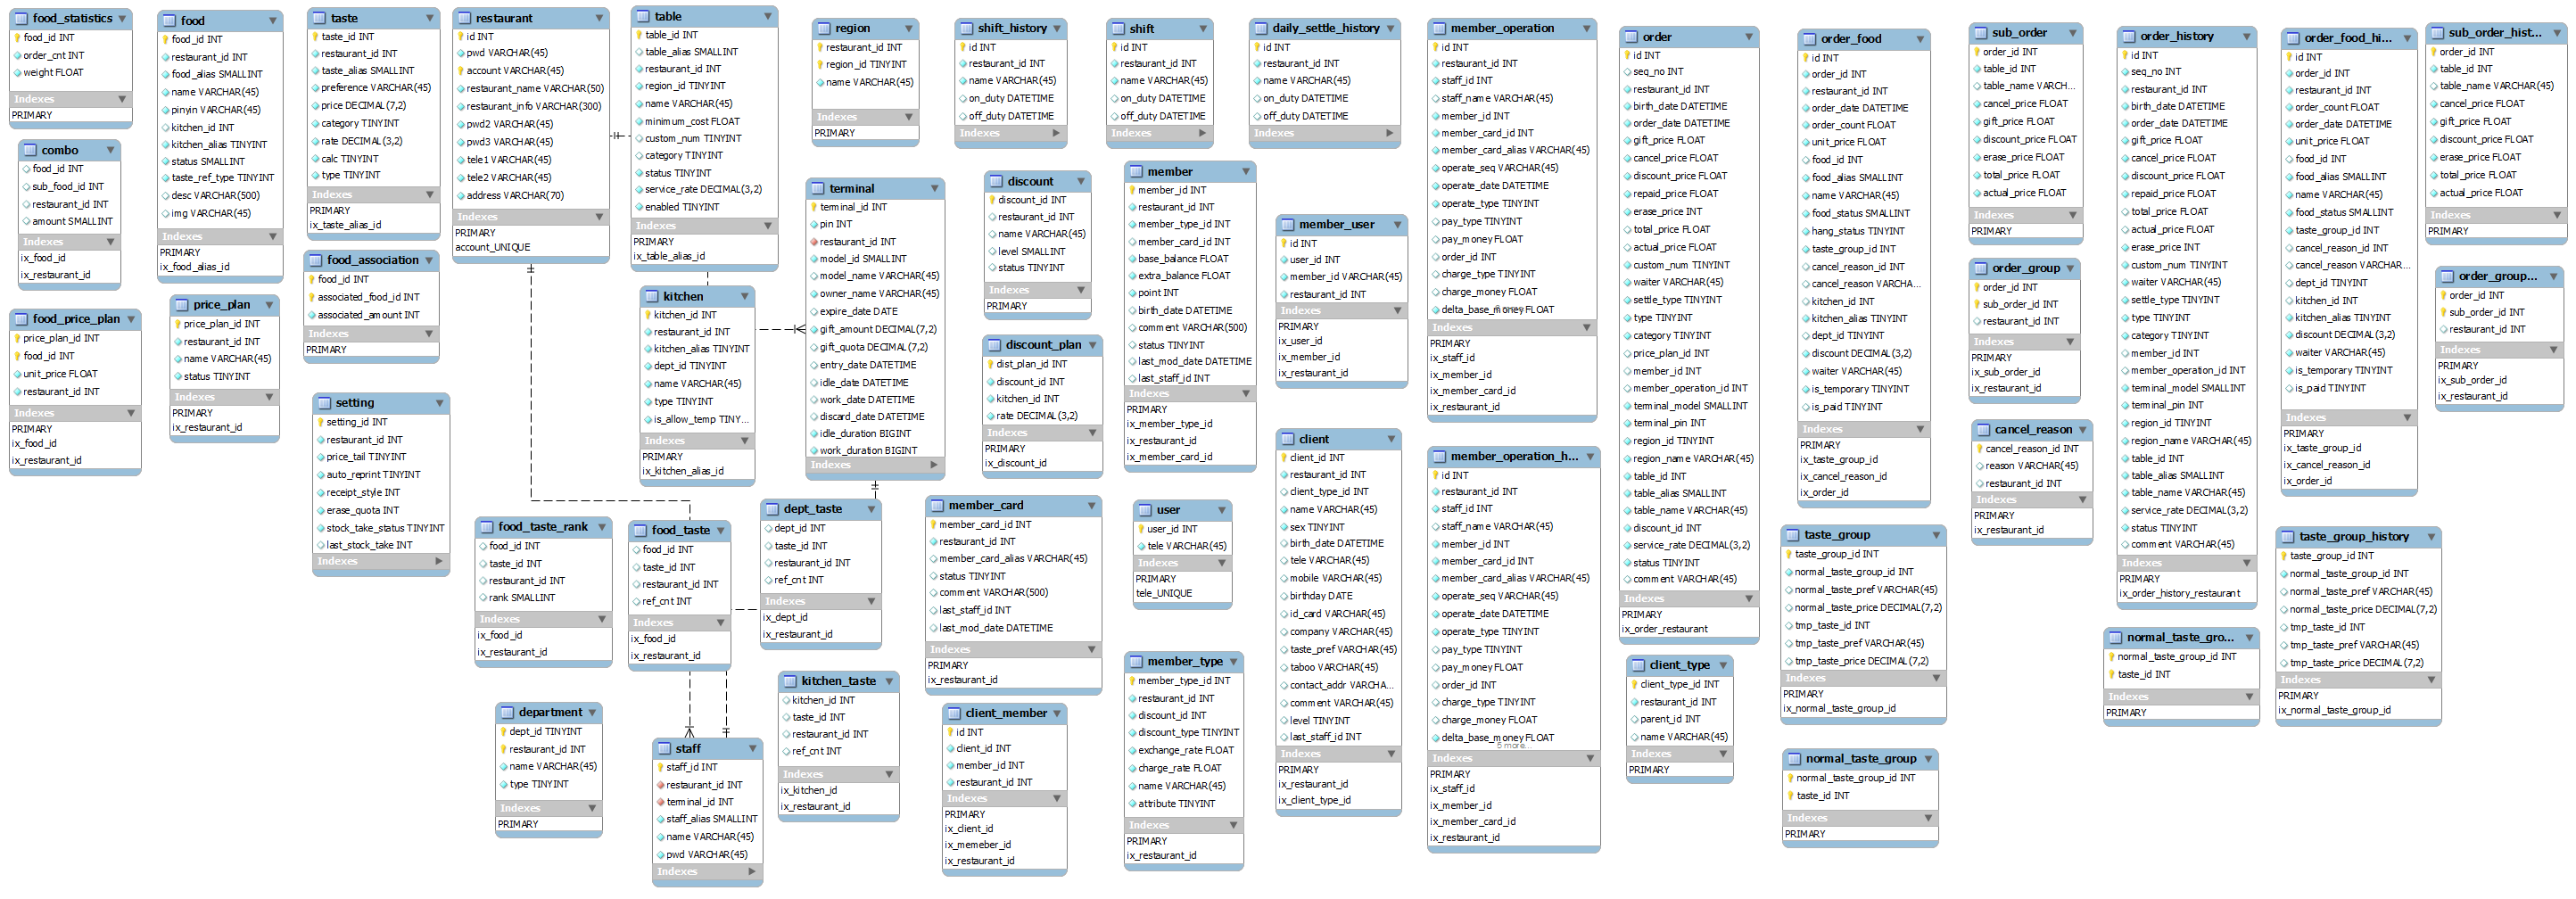 food_statistics
food_id INT
order_cnt INT
weight FLOAT
Indexes
PRIMARY
combo
food_id INT
sub_food_id INT
restaurant_id INT
amount SMALLINT
Indexes
ix_food_id
ix_restaurant_id
food_price_plan
price_plan_id INT
food_id INT
unit_price FLOAT
restaurant_id INT
Indexes
PRIMARY
ix_food_id
ix_restaurant_id
food
food_id INT
restaurant_id INT
food_alias SMALLINT
name VARCHAR(45)
pinyin VARCHAR(45)
kitchen_id INT
kitchen_alias TINYINT
status SMALLINT
taste_ref_type TINYINT
desc VARCHAR(500)
img VARCHAR(45)
Indexes
PRIMARY
ix_food_alias_id
price_plan
price_plan_id INT
restaurant_id INT
name VARCHAR(45)
status TINYINT
Indexes
PRIMARY
ix_restaurant_id
taste
taste_id INT
restaurant_id INT
taste_alias SMALLINT
preference VARCHAR(45)
price DECIMAL(7,2)
category TINYINT
rate DECIMAL(3,2)
calc TINYINT
type TINYINT
Indexes
PRIMARY
ix_taste_alias_id
food_association
food_id INT
associated_food_id INT
associated_amount INT
Indexes
PRIMARY
setting
setting_id INT
restaurant_id INT
price_tail TINYINT
auto_reprint TINYINT
receipt_style INT
erase_quota INT
stock_take_status TINYINT
last_stock_take INT
Indexes
restaurant
id INT
pwd VARCHAR(45)
account VARCHAR(45)
restaurant_name VARCHAR(50)
restaurant_info VARCHAR(300)
pwd2 VARCHAR(45)
pwd3 VARCHAR(45)
tele1 VARCHAR(45)
tele2 VARCHAR(45)
address VARCHAR(70)
Indexes
PRIMARY
account_UNIQUE
food_taste_rank
food_id INT
taste_id INT
restaurant_id INT
rank SMALLINT
Indexes
ix_food_id
ix_restaurant_id
department
dept_id TINYINT
restaurant_id INT
name VARCHAR(45)
type TINYINT
Indexes
PRIMARY
table
table_id INT
table_alias SMALLINT
restaurant_id INT
region_id TINYINT
name VARCHAR(45)
minimum_cost FLOAT
custom_num TINYINT
category TINYINT
status TINYINT
service_rate DECIMAL(3,2)
enabled TINYINT
Indexes
PRIMARY
ix_table_alias_id
kitchen
kitchen_id INT
restaurant_id INT
kitchen_alias TINYINT
dept_id TINYINT
name VARCHAR(45)
type TINYINT
is_allow_temp TINY...
Indexes
PRIMARY
ix_kitchen_alias_id
food_taste
food_id INT
taste_id INT
restaurant_id INT
ref_cnt INT
Indexes
ix_food_id
ix_restaurant_id
staff
staff_id INT
restaurant_id INT
terminal_id INT
staff_alias SMALLINT
name VARCHAR(45)
pwd VARCHAR(45)
Indexes
region
restaurant_id INT
region_id TINYINT
name VARCHAR(45)
Indexes
PRIMARY
terminal
terminal_id INT
pin INT
restaurant_id INT
model_id SMALLINT
model_name VARCHAR(45)
owner_name VARCHAR(45)
expire_date DATE
gift_amount DECIMAL(7,2)
gift_quota DECIMAL(7,2)
entry_date DATETIME
idle_date DATETIME
work_date DATETIME
discard_date DATETIME
idle_duration BIGINT
work_duration BIGINT
Indexes
dept_taste
dept_id INT
taste_id INT
restaurant_id INT
ref_cnt INT
Indexes
ix_dept_id
ix_restaurant_id
kitchen_taste
kitchen_id INT
taste_id INT
restaurant_id INT
ref_cnt INT
Indexes
ix_kitchen_id
ix_restaurant_id
shift_history
id INT
restaurant_id INT
name VARCHAR(45)
on_duty DATETIME
off_duty DATETIME
Indexes
discount
discount_id INT
restaurant_id INT
name VARCHAR(45)
level SMALLINT
status TINYINT
Indexes
PRIMARY
discount_plan
dist_plan_id INT
discount_id INT
kitchen_id INT
rate DECIMAL(3,2)
Indexes
PRIMARY
ix_discount_id
member_card
member_card_id INT
restaurant_id INT
member_card_alias VARCHAR(45)
status TINYINT
comment VARCHAR(500)
last_staff_id INT
last_mod_date DATETIME
Indexes
PRIMARY
ix_restaurant_id
client_member
id INT
client_id INT
member_id INT
restaurant_id INT
Indexes
PRIMARY
ix_client_id
ix_memeber_id
ix_restaurant_id
shift
id INT
restaurant_id INT
name VARCHAR(45)
on_duty DATETIME
off_duty DATETIME
Indexes
member
member_id INT
restaurant_id INT
member_type_id INT
member_card_id INT
base_balance FLOAT
extra_balance FLOAT
point INT
birth_date DATETIME
comment VARCHAR(500)
status TINYINT
last_mod_date DATETIME
last_staff_id INT
Indexes
PRIMARY
ix_member_type_id
ix_restaurant_id
ix_member_card_id
user
user_id INT
tele VARCHAR(45)
Indexes
PRIMARY
tele_UNIQUE
member_type
member_type_id INT
restaurant_id INT
discount_id INT
discount_type TINYINT
exchange_rate FLOAT
charge_rate FLOAT
name VARCHAR(45)
attribute TINYINT
Indexes
PRIMARY
ix_restaurant_id
daily_settle_history
id INT
restaurant_id INT
name VARCHAR(45)
on_duty DATETIME
off_duty DATETIME
Indexes
member_user
id INT
user_id INT
member_id VARCHAR(45)
restaurant_id INT
Indexes
PRIMARY
ix_user_id
ix_member_id
ix_restaurant_id
client
client_id INT
restaurant_id INT
client_type_id INT
name VARCHAR(45)
sex TINYINT
birth_date DATETIME
tele VARCHAR(45)
mobile VARCHAR(45)
birthday DATE
id_card VARCHAR(45)
company VARCHAR(45)
taste_pref VARCHAR(45)
taboo VARCHAR(45)
contact_addr VARCHA...
comment VARCHAR(45)
level TINYINT
last_staff_id INT
Indexes
PRIMARY
ix_restaurant_id
ix_client_type_id
member_operation
id INT
restaurant_id INT
staff_id INT
staff_name VARCHAR(45)
member_id INT
member_card_id INT
member_card_alias VARCHAR(45)
operate_seq VARCHAR(45)
operate_date DATETIME
operate_type TINYINT
pay_type TINYINT
pay_money FLOAT
order_id INT
charge_type TINYINT
charge_money FLOAT
delta_base_money FLOAT
Indexes
PRIMARY
ix_staff_id
ix_member_id
ix_member_card_id
ix_restaurant_id
member_operation_h...
id INT
restaurant_id INT
staff_id INT
staff_name VARCHAR(45)
member_id INT
member_card_id INT
member_card_alias VARCHAR(45)
operate_seq VARCHAR(45)
operate_date DATETIME
operate_type TINYINT
pay_type TINYINT
pay_money FLOAT
order_id INT
charge_type TINYINT
charge_money FLOAT
delta_base_money FLOAT
5 more...
Indexes
PRIMARY
ix_staff_id
ix_member_id
ix_member_card_id
ix_restaurant_id
order
id INT
seq_no INT
restaurant_id INT
birth_date DATETIME
order_date DATETIME
gift_price FLOAT
cancel_price FLOAT
discount_price FLOAT
repaid_price FLOAT
erase_price INT
total_price FLOAT
actual_price FLOAT
custom_num TINYINT
waiter VARCHAR(45)
settle_type TINYINT
type TINYINT
category TINYINT
price_plan_id INT
member_id INT
member_operation_id INT
terminal_model SMALLINT
terminal_pin INT
region_id TINYINT
region_name VARCHAR(45)
table_id INT
table_alias SMALLINT
table_name VARCHAR(45)
discount_id INT
service_rate DECIMAL(3,2)
status TINYINT
comment VARCHAR(45)
Indexes
PRIMARY
ix_order_restaurant
client_type
client_type_id INT
restaurant_id INT
parent_id INT
name VARCHAR(45)
Indexes
PRIMARY
order_food
id INT
order_id INT
restaurant_id INT
order_date DATETIME
order_count FLOAT
unit_price FLOAT
food_id INT
food_alias SMALLINT
name VARCHAR(45)
food_status SMALLINT
hang_status TINYINT
taste_group_id INT
cancel_reason_id INT
cancel_reason VARCHA...
kitchen_id INT
kitchen_alias TINYINT
dept_id TINYINT
discount DECIMAL(3,2)
waiter VARCHAR(45)
is_temporary TINYINT
is_paid TINYINT
Indexes
PRIMARY
ix_taste_group_id
ix_cancel_reason_id
ix_order_id
taste_group
taste_group_id INT
normal_taste_group_id INT
normal_taste_pref VARCHAR(45)
normal_taste_price DECIMAL(7,2)
tmp_taste_id INT
tmp_taste_pref VARCHAR(45)
tmp_taste_price DECIMAL(7,2)
Indexes
PRIMARY
ix_normal_taste_group_id
normal_taste_group
normal_taste_group_id INT
taste_id INT
Indexes
PRIMARY
sub_order
order_id INT
table_id INT
table_name VARCH...
cancel_price FLOAT
gift_price FLOAT
discount_price FLOAT
erase_price FLOAT
total_price FLOAT
actual_price FLOAT
Indexes
PRIMARY
order_group
order_id INT
sub_order_id INT
restaurant_id INT
Indexes
PRIMARY
ix_sub_order_id
ix_restaurant_id
cancel_reason
cancel_reason_id INT
reason VARCHAR(45)
restaurant_id INT
Indexes
PRIMARY
ix_restaurant_id
order_history
id INT
seq_no INT
restaurant_id INT
birth_date DATETIME
order_date DATETIME
gift_price FLOAT
cancel_price FLOAT
discount_price FLOAT
repaid_price FLOAT
total_price FLOAT
actual_price FLOAT
erase_price INT
custom_num TINYINT
waiter VARCHAR(45)
settle_type TINYINT
type TINYINT
category TINYINT
member_id INT
member_operation_id INT
terminal_model SMALLINT
terminal_pin INT
region_id TINYINT
region_name VARCHAR(45)
table_id INT
table_alias SMALLINT
table_name VARCHAR(45)
service_rate DECIMAL(3,2)
status TINYINT
comment VARCHAR(45)
Indexes
PRIMARY
ix_order_history_restaurant
normal_taste_gro...
normal_taste_group_id INT
taste_id INT
Indexes
PRIMARY
order_food_hi...
id INT
order_id INT
restaurant_id INT
order_count FLOAT
order_date DATETIME
unit_price FLOAT
food_id INT
food_alias SMALLINT
name VARCHAR(45)
food_status SMALLINT
taste_group_id INT
cancel_reason_id INT
cancel_reason VARCHAR...
dept_id TINYINT
kitchen_id INT
kitchen_alias TINYINT
discount DECIMAL(3,2)
waiter VARCHAR(45)
is_temporary TINYINT
is_paid TINYINT
Indexes
PRIMARY
ix_taste_group_id
ix_cancel_reason_id
ix_order_id
taste_group_history
taste_group_id INT
normal_taste_group_id INT
normal_taste_pref VARCHAR(45)
normal_taste_price DECIMAL(7,2)
tmp_taste_id INT
tmp_taste_pref VARCHAR(45)
tmp_taste_price DECIMAL(7,2)
Indexes
PRIMARY
ix_normal_taste_group_id
sub_order_hist...
order_id INT
table_id INT
table_name VARCHAR(45)
cancel_price FLOAT
gift_price FLOAT
discount_price FLOAT
erase_price FLOAT
total_price FLOAT
actual_price FLOAT
Indexes
PRIMARY
order_group...
order_id INT
sub_order_id INT
restaurant_id INT
Indexes
PRIMARY
ix_sub_order_id
ix_restaurant_id